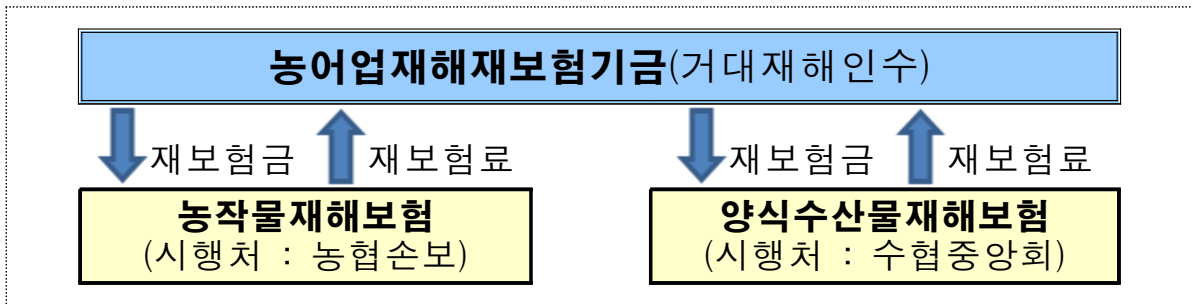 농어업재해재보험기금(거대재해인수)
재보험금 재보험료 재보험금 재보험료
농작물재해보험
(시행처 : 농협손보)
양식수산물재해보험
(시행처 : 수협중앙회)